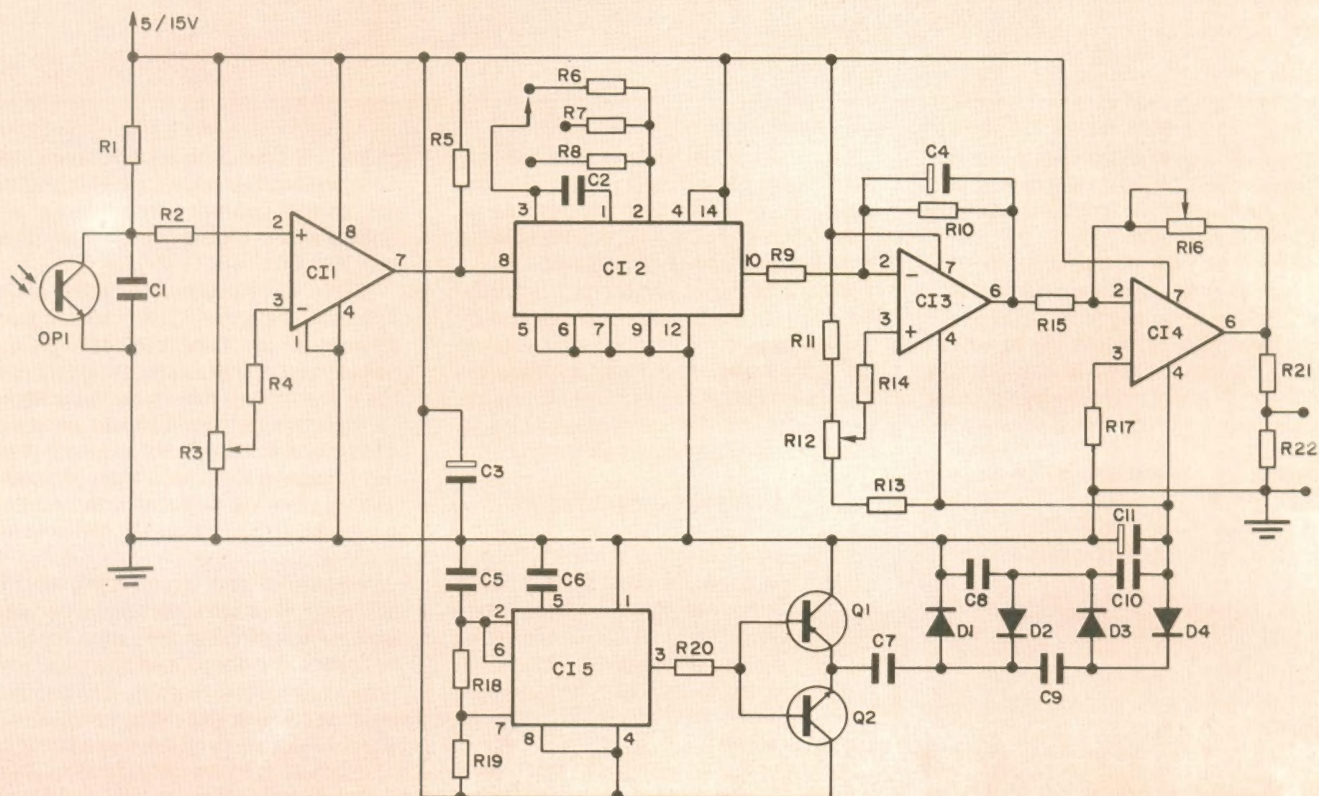 5/15V
R1
R2
OP1
C1
2
+
3
-
8
CI1
7
4
1
R4
R3
R5
R6
R7
R8
C2
3
1
2
4
14
8
CI 2
10
5
6
7
9
12
R9
C4
R10
2
-
7
CI3
6
3
+
4
R11
R14
R12
R13
R15
R16
2
7
CI4
6
3
4
R17
R21
R22
C3
C5
C6
5
1
2
6
CI 5
3
R18
7
R19
8
4
R20
Q1
Q2
C7
C8
C11
C10
D1
D2
D3
D4
C9